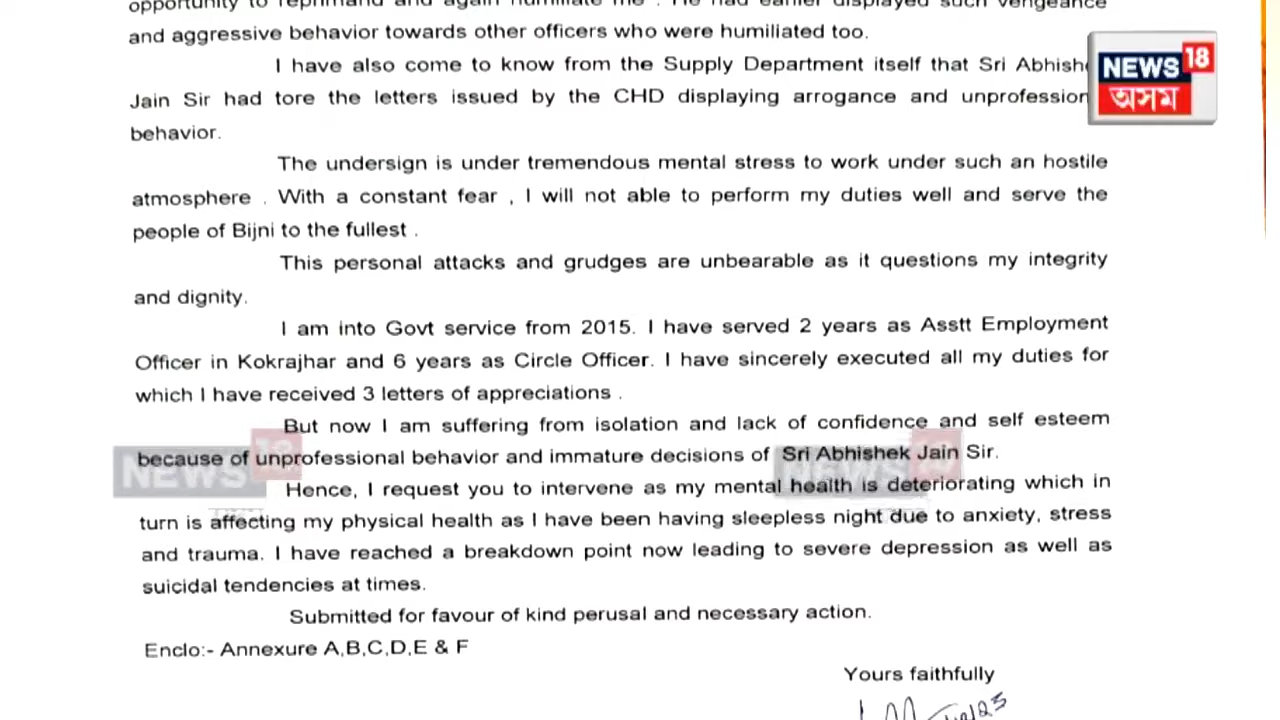 opportunity to reprimand and again humiliate me . He had earlier displayed such vengeance
and aggressive behavior towards other officers who were humiliated too.
I have also come to know from the Supply Department itself that Sri Abhishe
Jain Sir had tore the letters issued by the CHD displaying arrogance and unprofession
behavior.
The undersign is under tremendous mental stress to work under such an hostile
atmosphere . With a constant fear , I will not able to perform my duties well and serve the
people of Bijni to the fullest .
This personal attacks and grudges are unbearable as it questions my integrity
and dignity.
I am into Govt service from 2015. I have served 2 years as Asstt Employment
Officer in Kokrajhar and 6 years as Circle Officer. I have sincerely executed all my duties for
which I have received 3 letters of appreciations .
But now I am suffering from isolation and lack of confidence and self esteem
because of unprofessional behavior and immature decisions of Sri Abhishek Jain Sir.
Hence, I request you to intervene as my mental health is deteriorating which in
turn is affecting my physical health as I have been having sleepless night due to anxiety, stress
and trauma. I have reached a breakdown point now leading to severe depression as well as
suicidal tendencies at times.
Submitted for favour of kind perusal and necessary action.
Enclo:- Annexure A,B,C,D,E & F
Yours faithfully
NEWS 18
অসম
NEWS 18
NEWS 18